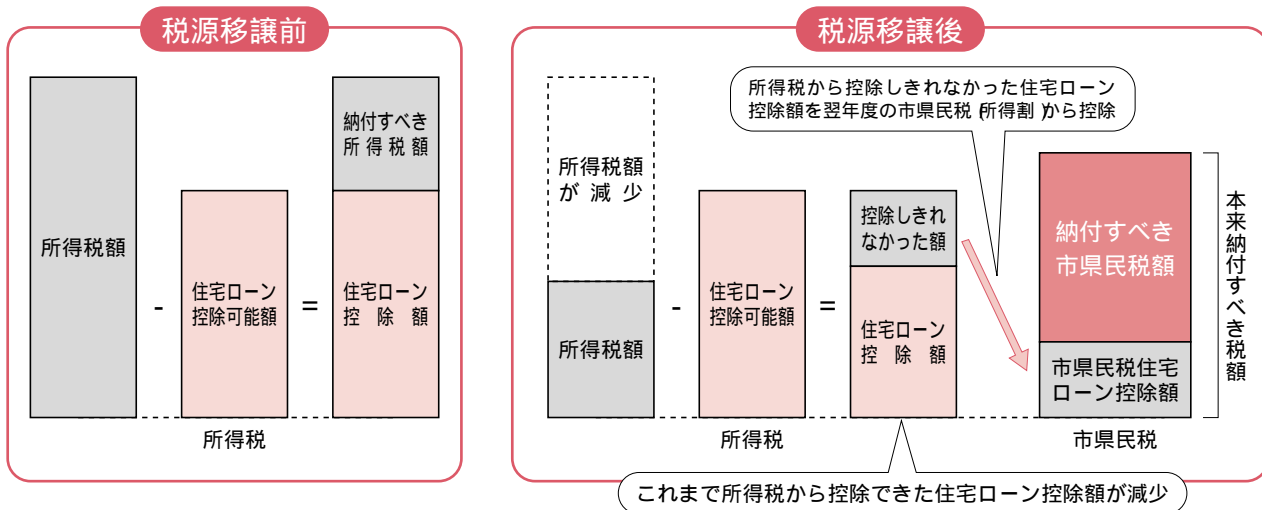 税源移譲前
所得税額
-
住宅ローン
控除可能額
=
納付すべき
所得税額
住宅ローン
控除額
所得税
税源移譲後
所得税から控除しきれなかった住宅ローン
控除額を翌年度の市県民税(所得割)から控除
所得税額
が減少
所得税額
-
住宅ローン
控除可能額
=
控除しきれ
なかった額
住宅ローン
控除額
納付すべき
市県民税額
市県民税住宅
ローン控除額
本来納付すべき税額
所得税
市県民税
これまで所得税から控除できた住宅ローン控除額が減少